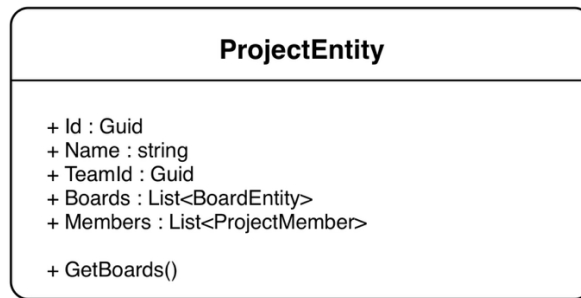 ProjectEntity
+ Id : Guid
+ Name : string
+ TeamId : Guid
+ Boards : List<BoardEntity>
+ Members : List<ProjectMember>
+ GetBoards()